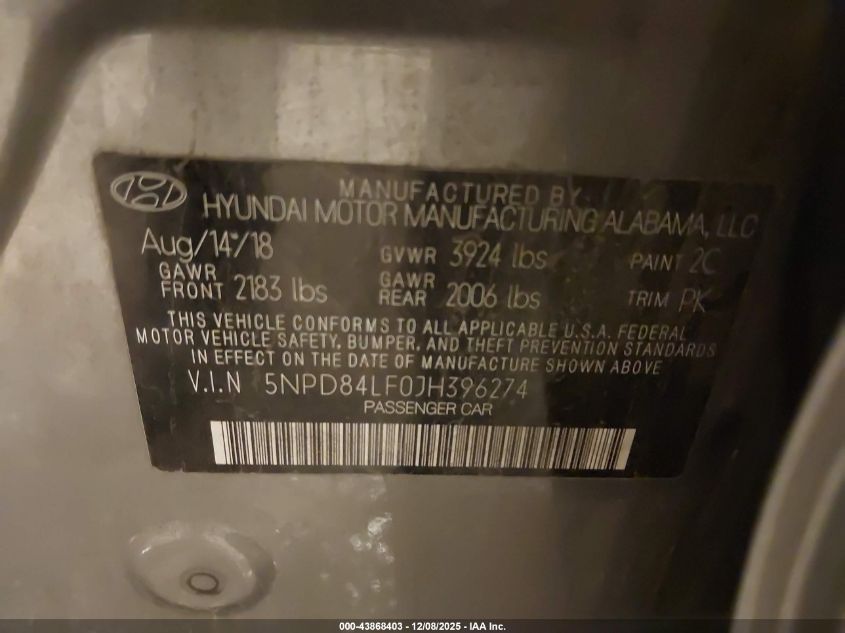 MANUFACTURED BY
HYUNDAI MOTOR MANUFACTURING ALABAMA, LLC
Aug/14/18 GVWR 3924 lbs PAINT 2C
GAWR FRONT 2183 lbs GAWR REAR 2006 lbs TRIM PK
THIS VEHICLE CONFORMS TO ALL APPLICABLE U.S.A. FEDERAL
MOTOR VEHICLE SAFETY, BUMPER, AND THEFT PREVENTION STANDARDS
IN EFFECT ON THE DATE OF MANUFACTURE SHOWN ABOVE
V.I.N 5NPD84LF0JH396274
PASSENGER CAR
000-43868403 - 12/08/2025 - IAA Inc.